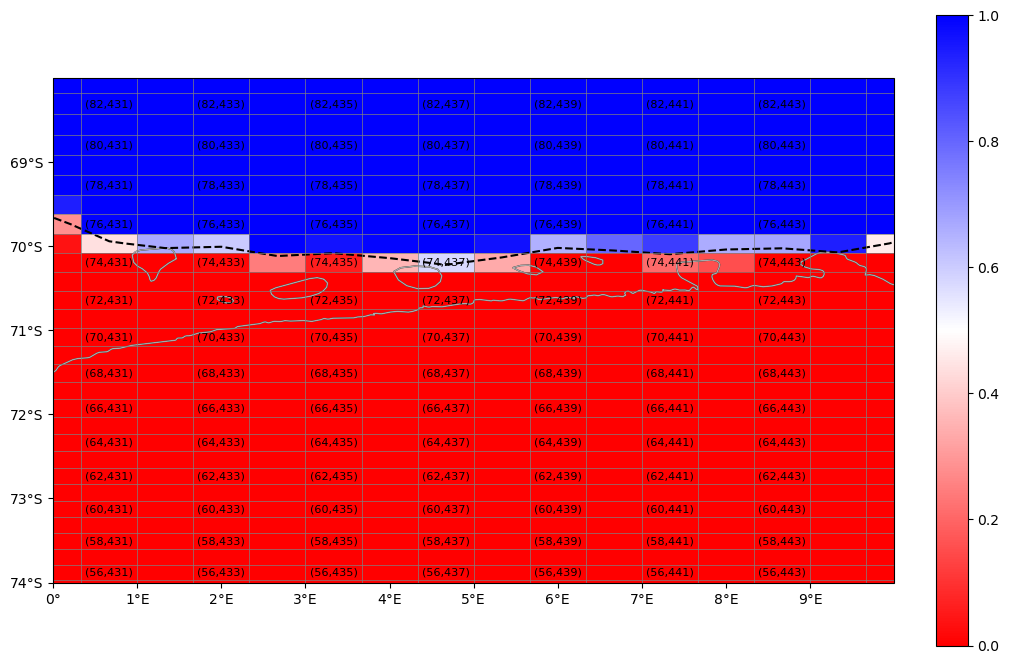 1.0
(82,431) (82,433) (82,435) (82,437) (82,439) (82,441) (82,443)
(80,431) (80,433) (80,435) (80,437) (80,439) (80,441) (80,443)
69°S
0.8
(78,431) (78,433) (78,435) (78,437) (78,439) (78,441) (78,443)
(76,431) (76,433) (76,435) (76,437) (76,439) (76,441) (76,443)
70°S
(74,431) (74,433) (74,435) (74,437) (74,439) (74,441) (74,443)
0.6
(72,431) (72,433) (72,435) (72,437) (72,439) (72,441) (72,443)
71°S
(70,431) (70,433) (70,435) (70,437) (70,439) (70,441) (70,443)
(68,431) (68,433) (68,435) (68,437) (68,439) (68,441) (68,443)
0.4
72°S
(66,431) (66,433) (66,435) (66,437) (66,439) (66,441) (66,443)
(64,431) (64,433) (64,435) (64,437) (64,439) (64,441) (64,443)
(62,431) (62,433) (62,435) (62,437) (62,439) (62,441) (62,443)
73°S
(60,431) (60,433) (60,435) (60,437) (60,439) (60,441) (60,443)
0.2
(58,431) (58,433) (58,435) (58,437) (58,439) (58,441) (58,443)
(56,431) (56,433) (56,435) (56,437) (56,439) (56,441) (56,443)
74°S
0° 1°E 2°E 3°E 4°E 5°E 6°E 7°E 8°E 9°E
0.0